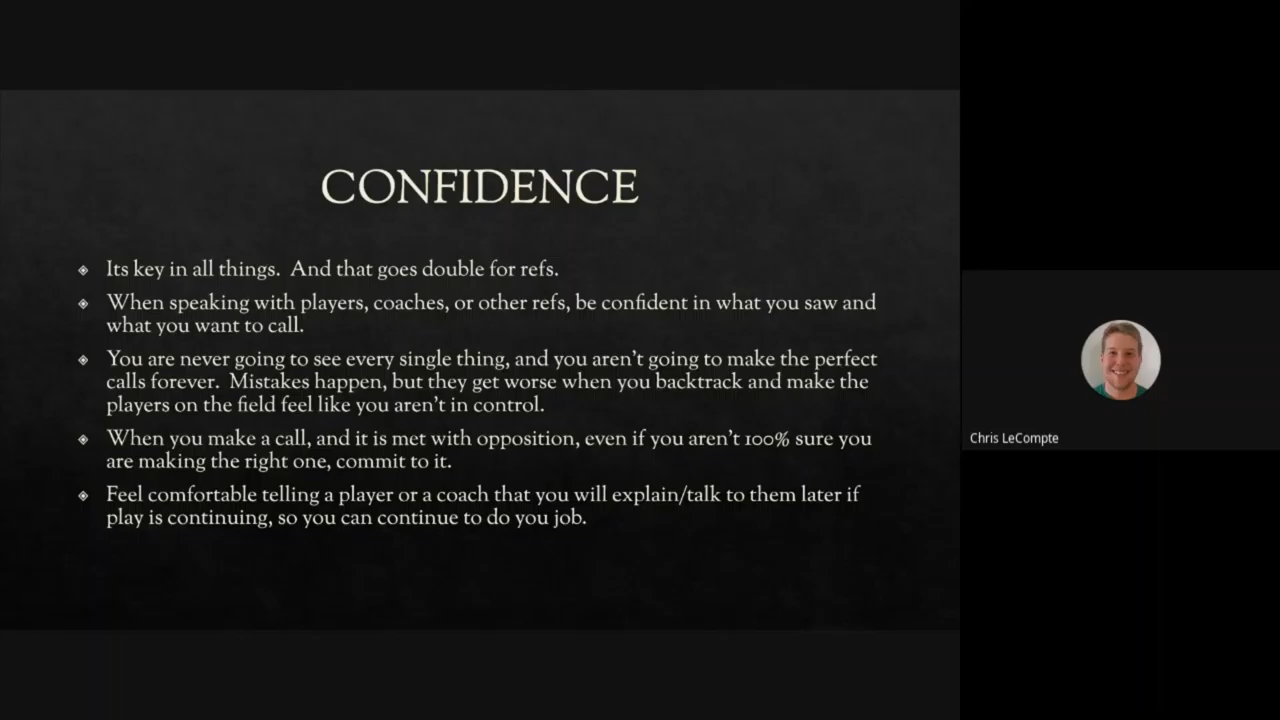 CONFIDENCE
Its key in all things. And that goes double for refs.
When speaking with players, coaches, or other refs, be confident in what you saw and
what you want to call.
You are never going to see every single thing, and you aren't going to make the perfect
calls forever. Mistakes happen, but they get worse when you backtrack and make the
players on the field feel like you aren't in control.
When you make a call, and it is met with opposition, even if you aren't 100% sure you
are making the right one, commit to it.
Feel comfortable telling a player or a coach that you will explain/talk to them later if
play is continuing, so you can continue to do you job.
Chris LeCompte